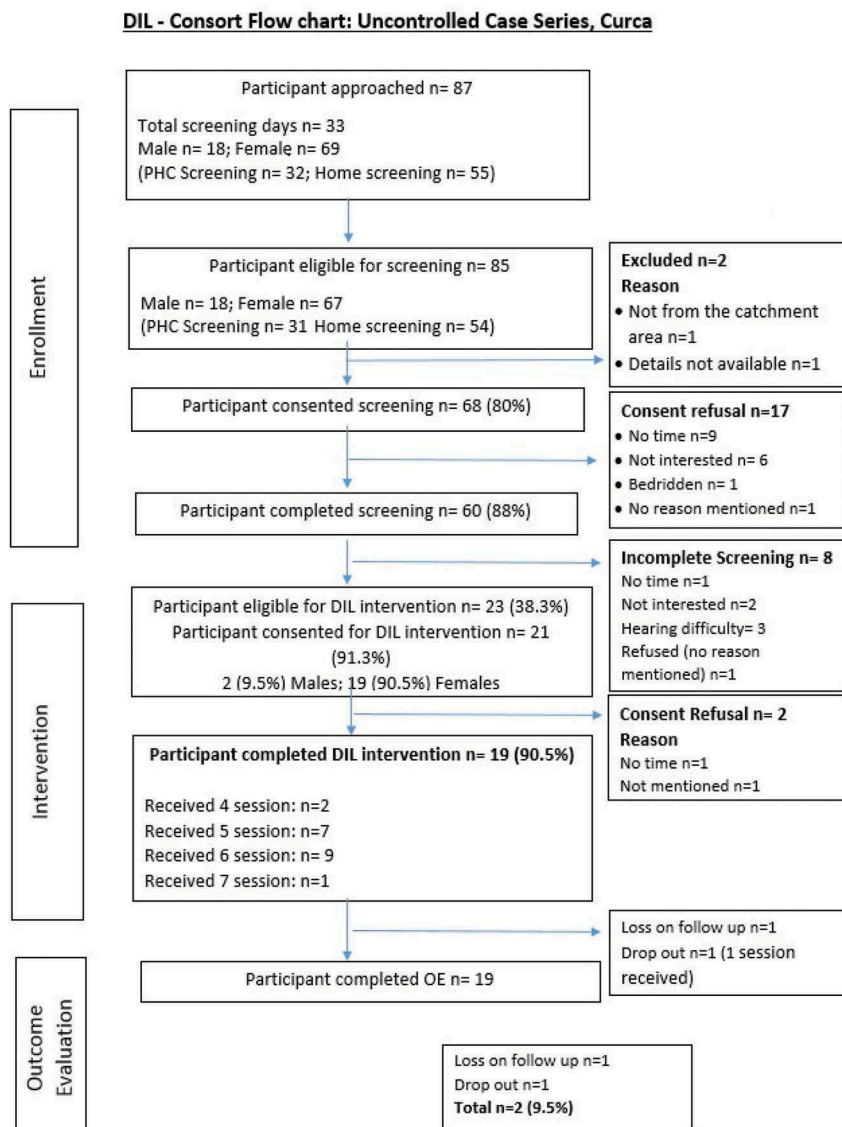 DIL - Consort Flow chart: Uncontrolled Case Series, Curca
Enrollment
Participant approached n= 87
Total screening days n= 33
Male n= 18; Female n= 69
(PHC Screening n= 32; Home screening n= 55)
Participant eligible for screening n= 85
Male n= 18; Female n= 67
(PHC Screening n= 31 Home screening n= 54)
Excluded n=2
Reason
• Not from the catchment
area n=1
• Details not available n=1
Participant consented screening n= 68 (80%)
Consent refusal n=17
• No time n=9
• Not interested n= 6
• Bedridden n= 1
• No reason mentioned n=1
Participant completed screening n= 60 (88%)
Incomplete Screening n= 8
No time n=1
Not interested n=2
Hearing difficulty= 3
Refused (no reason
mentioned) n=1
Intervention
Participant eligible for DIL intervention n= 23 (38.3%)
Participant consented for DIL intervention n= 21
(91.3%)
2 (9.5%) Males; 19 (90.5%) Females
Consent Refusal n= 2
Reason
No time n=1
Not mentioned n=1
Participant completed DIL intervention n= 19 (90.5%)
Received 4 session: n=2
Received 5 session: n=7
Received 6 session: n= 9
Received 7 session: n=1
Loss on follow up n=1
Drop out n=1 (1 session
received)
Outcome
Evaluation
Participant completed OE n= 19
Loss on follow up n=1
Drop out n=1
Total n=2 (9.5%)